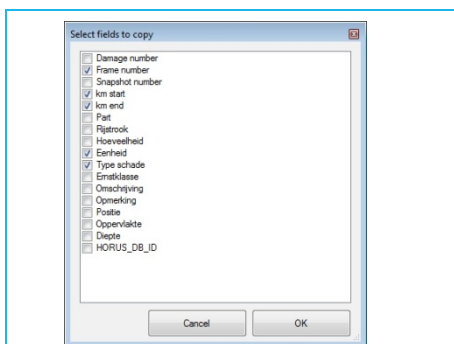 Select fields to copy
Damage number
Frame number
Snapshot number
km start
km end
Part
Rijstrook
Hoeveelheid
Eenheid
Type schade
Ernstklasse
Omschrijving
Opmerking
Positie
Oppervlakte
Diepte
HORUS_DB_ID
Cancel OK